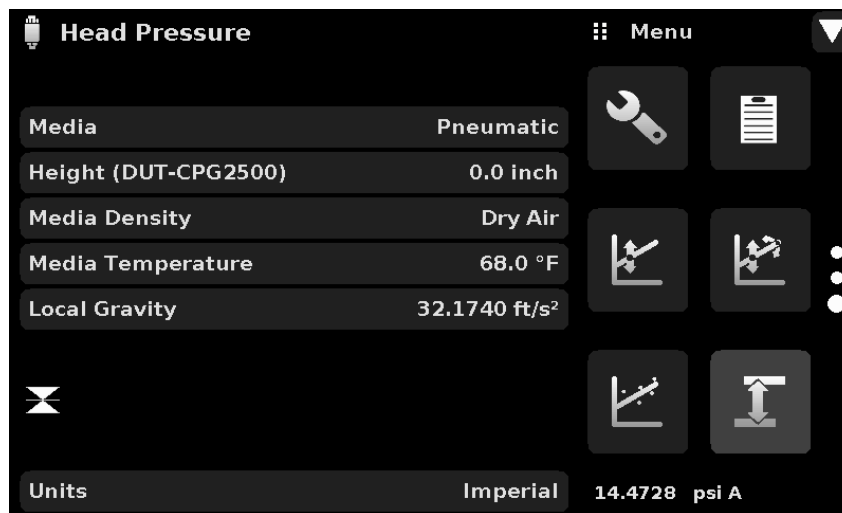 Head Pressure
Menu
Media Pneumatic
Height (DUT-CPG2500) 0.0 inch
Media Density Dry Air
Media Temperature 68.0 °F
Local Gravity 32.1740 ft/s²
Units Imperial
14.4728 psi A